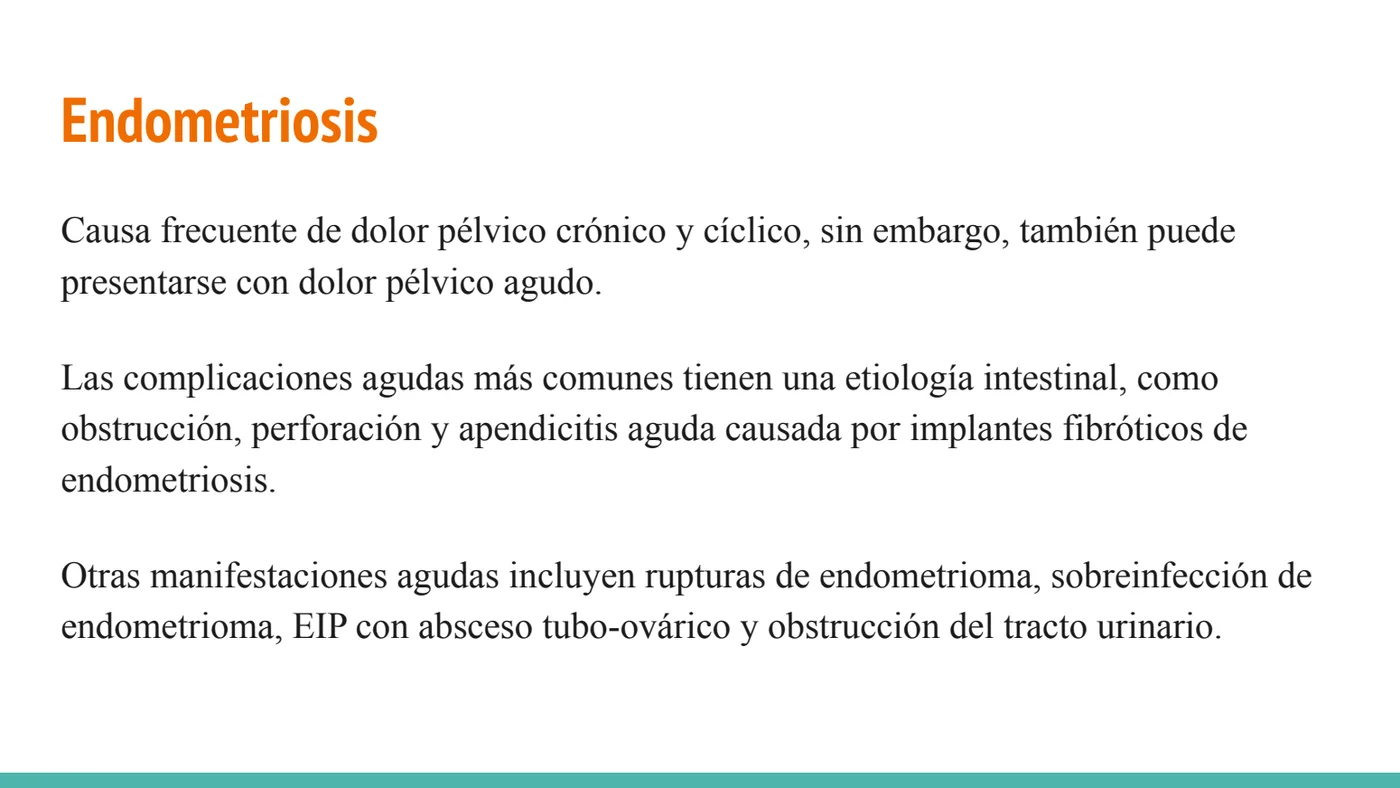 Endometriosis
Causa frecuente de dolor pélvico crónico y cíclico, sin embargo, también puede
presentarse con dolor pélvico agudo.
Las complicaciones agudas más comunes tienen una etiología intestinal, como
obstrucción, perforación y apendicitis aguda causada por implantes fibróticos de
endometriosis.
Otras manifestaciones agudas incluyen rupturas de endometrioma, sobreinfección de
endometrioma, EIP con absceso tubo-ovárico y obstrucción del tracto urinario.